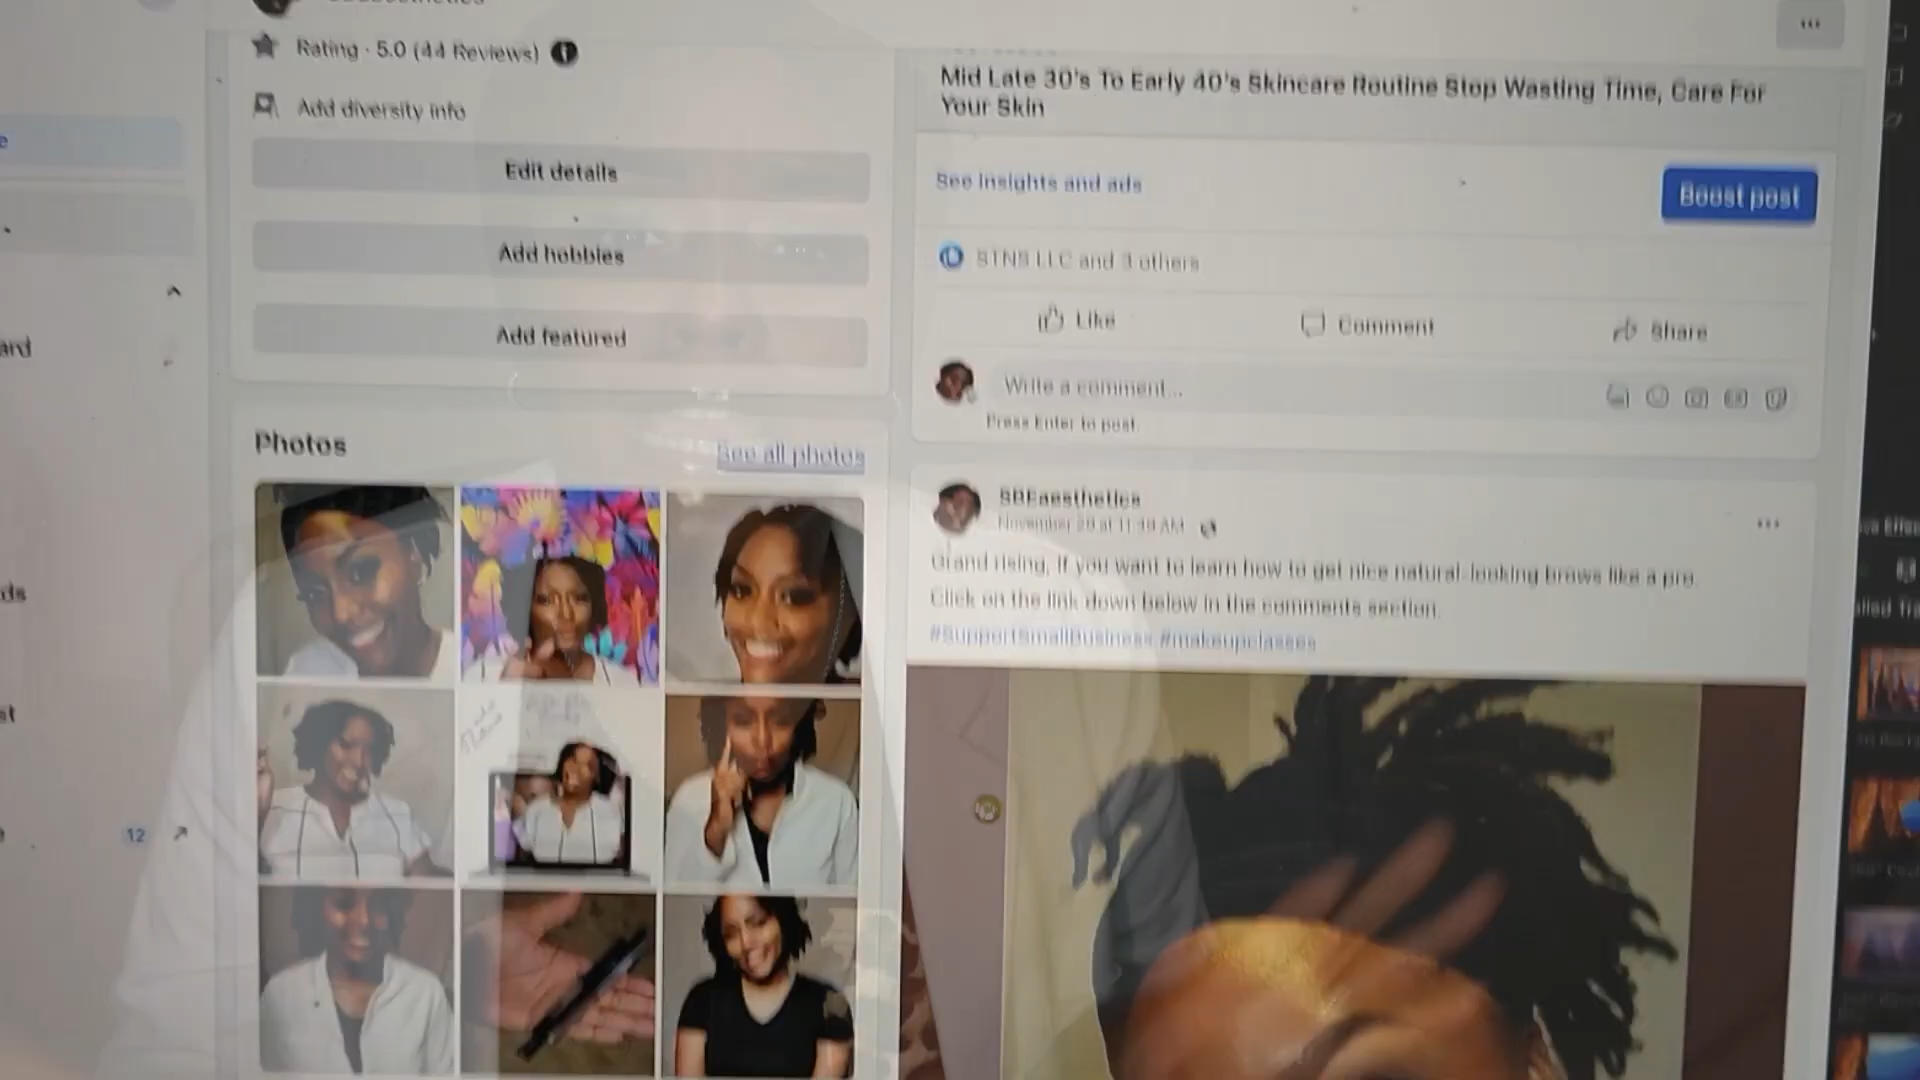 Rating · 5.0 (44 Reviews)
Add diversity info
Edit details
Add hobbies
Add featured
Photos
See all photos
12
Mid Late 30's To Early 40's Skincare Routine Stop Wasting Time, Care For
Your Skin
See insights and ads
Boost post
STNS LLC and 3 others
Like
Comment
Share
Write a comment...
Press Enter to post.
SBEaesthetics
Grand rising, if you want to learn how to get nice natural-looking brows like a pro.
Click on the link down below in the comments section.
#SupportSmallBusiness #makeupclasses